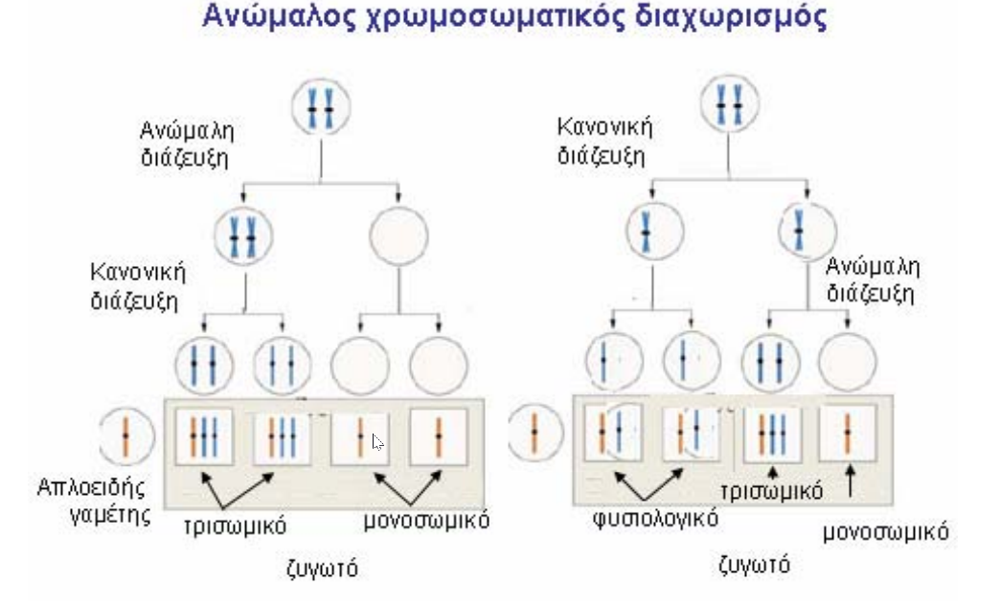 Ανώμαλος χρωμοσωματικός διαχωρισμός
Ανώμαλη
διάζευξη
Κανονική
διάζευξη
Απλοειδής
γαμέτης
τρισωμικό
μονοσωμικό
ζυγωτό
Κανονική
διάζευξη
Ανώμαλη
διάζευξη
φυσιολογικό
τρισωμικό
μονοσωμικό
ζυγωτό